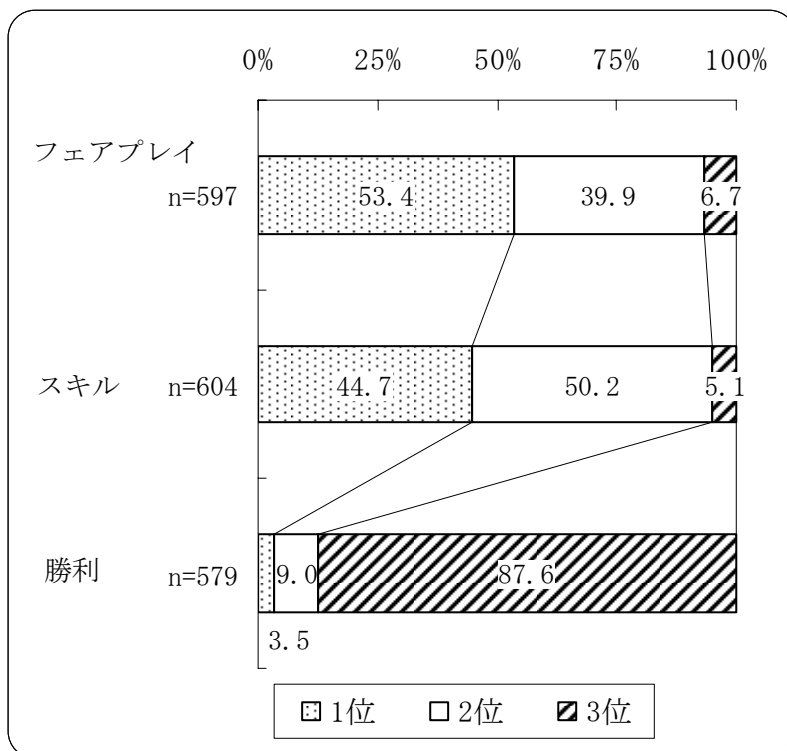 0% 25% 50% 75% 100%
フェアプレイ
n=597 53.4 39.9 6.7
スキル n=604 44.7 50.2 5.1
勝利 n=579 9.0 87.6
3.5
1位 2位 3位